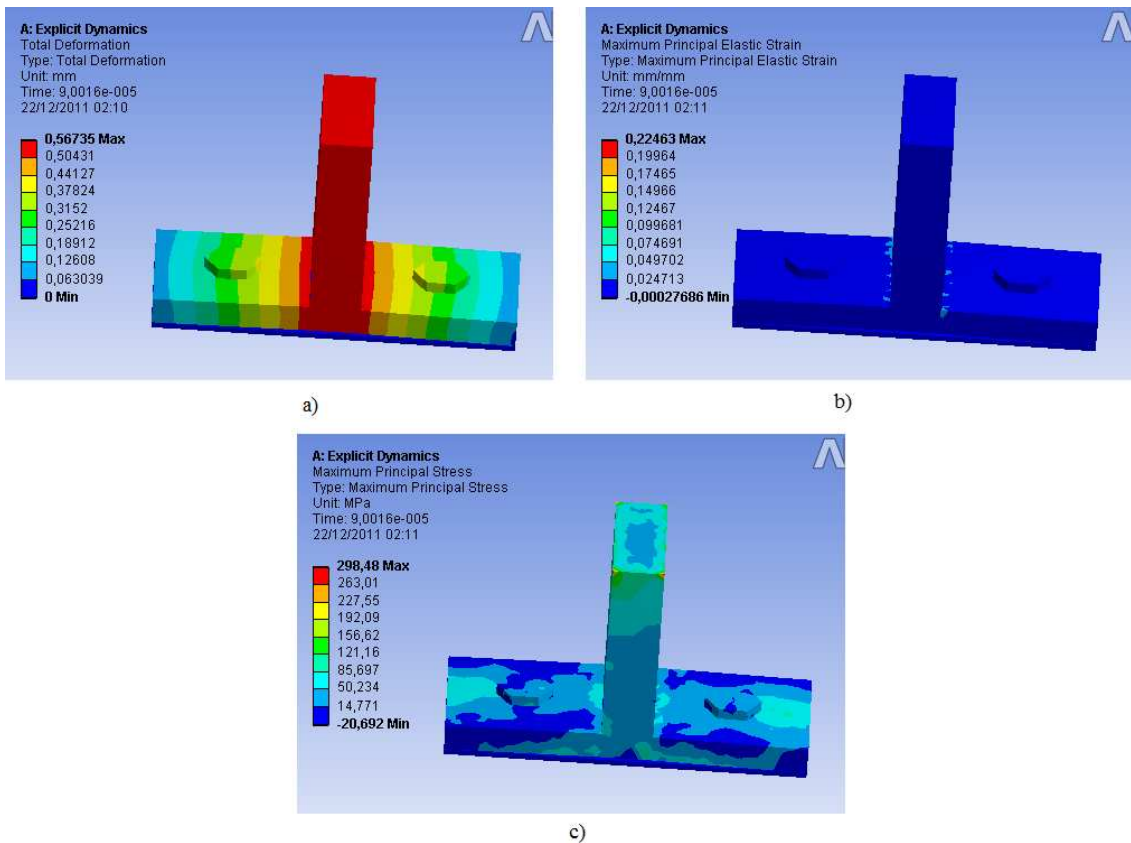 A: Explicit Dynamics
Total Deformation
Type: Total Deformation
Unit: mm
Time: 9,0016e-005
22/12/2011 02:10
0,56735 Max
0,50431
0,44127
0,37824
0,3152
0,25216
0,18912
0,12608
0,063039
0 Min
a)
A: Explicit Dynamics
Maximum Principal Elastic Strain
Type: Maximum Principal Elastic Strain
Unit: mm/mm
Time: 9,0016e-005
22/12/2011 02:11
0,22463 Max
0,19964
0,17465
0,14966
0,12467
0,099681
0,074691
0,049702
0,024713
-0,00027686 Min
b)
A: Explicit Dynamics
Maximum Principal Stress
Type: Maximum Principal Stress
Unit: MPa
Time: 9,0016e-005
22/12/2011 02:11
298,48 Max
263,01
227,55
192,09
156,62
121,16
85,697
50,234
14,771
-20,692 Min
c)